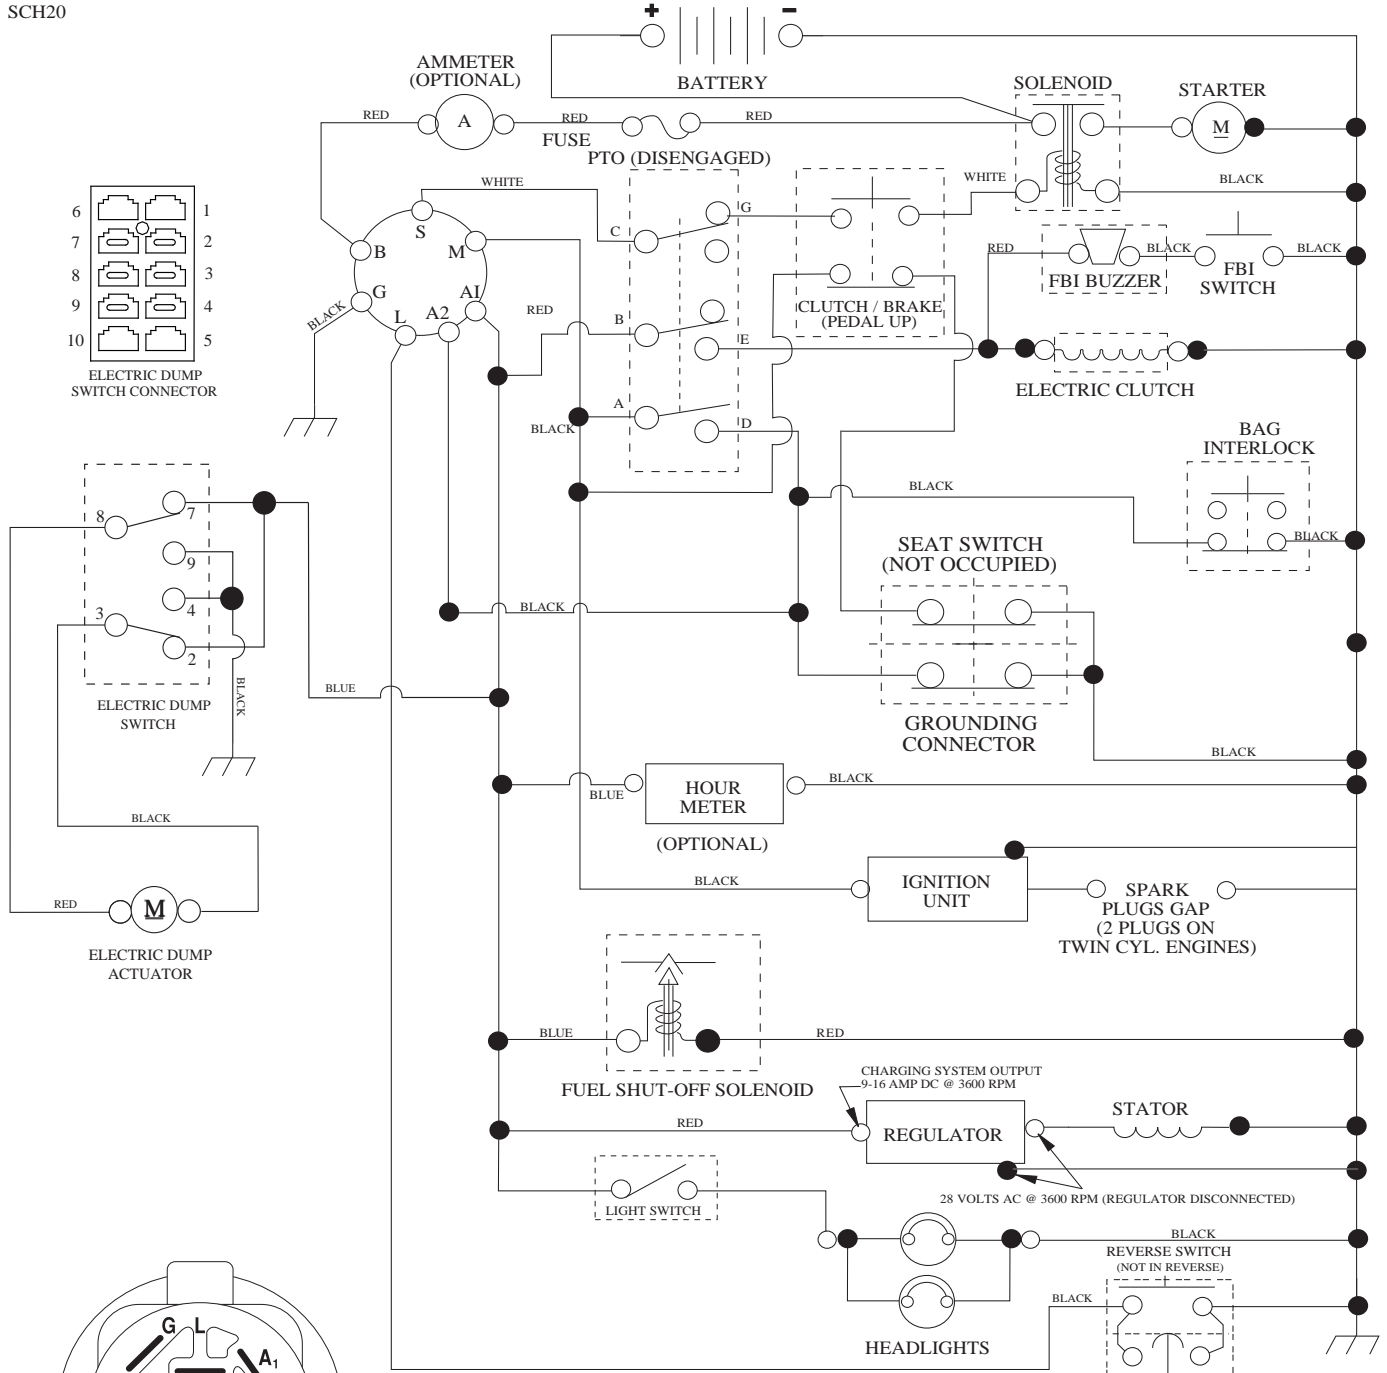 SCH20
+ −
BATTERY
AMMETER
(OPTIONAL)
SOLENOID
STARTER
RED
A
RED
FUSE
RED
M
PTO (DISENGAGED)
WHITE
WHITE
BLACK
6 1
7 2
8 3
9 4
10 5
ELECTRIC DUMP
SWITCH CONNECTOR
S
B
M
G
A1
L
A2
BLACK
C
G
RED
B
E
A
D
BLACK
CLUTCH / BRAKE
(PEDAL UP)
RED
BLACK
BLACK
FBI BUZZER
FBI
SWITCH
ELECTRIC CLUTCH
BAG
INTERLOCK
BLACK
BLACK
8
7
9
4
3
2
SEAT SWITCH
(NOT OCCUPIED)
BLACK
BLUE
BLACK
ELECTRIC DUMP
SWITCH
GROUNDING
CONNECTOR
BLACK
BLUE
HOUR
METER
BLACK
(OPTIONAL)
BLACK
BLACK
IGNITION
UNIT
SPARK
PLUGS GAP
(2 PLUGS ON
TWIN CYL. ENGINES)
RED
M
ELECTRIC DUMP
ACTUATOR
BLUE
RED
FUEL SHUT-OFF SOLENOID
CHARGING SYSTEM OUTPUT
9-16 AMP DC @ 3600 RPM
RED
REGULATOR
STATOR
28 VOLTS AC @ 3600 RPM (REGULATOR DISCONNECTED)
LIGHT SWITCH
BLACK
REVERSE SWITCH
(NOT IN REVERSE)
BLACK
HEADLIGHTS
G L
A1